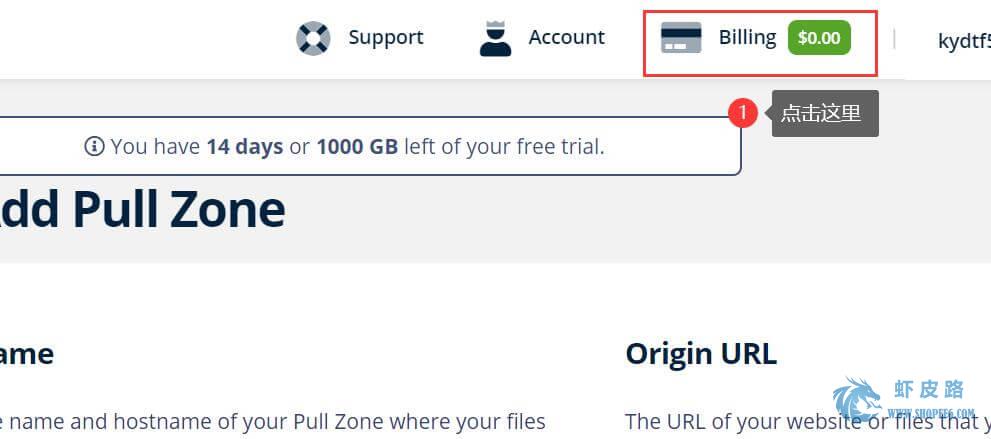 Support
Account
Billing
$0.00
kydtf5
1
点击这里
You have 14 days or 1000 GB left of your free trial.
dd Pull Zone
ame
Origin URL
e name and hostname of your Pull Zone where your files
The URL of your website or files that y
虾皮路
WWW.SHOPEE6.COM